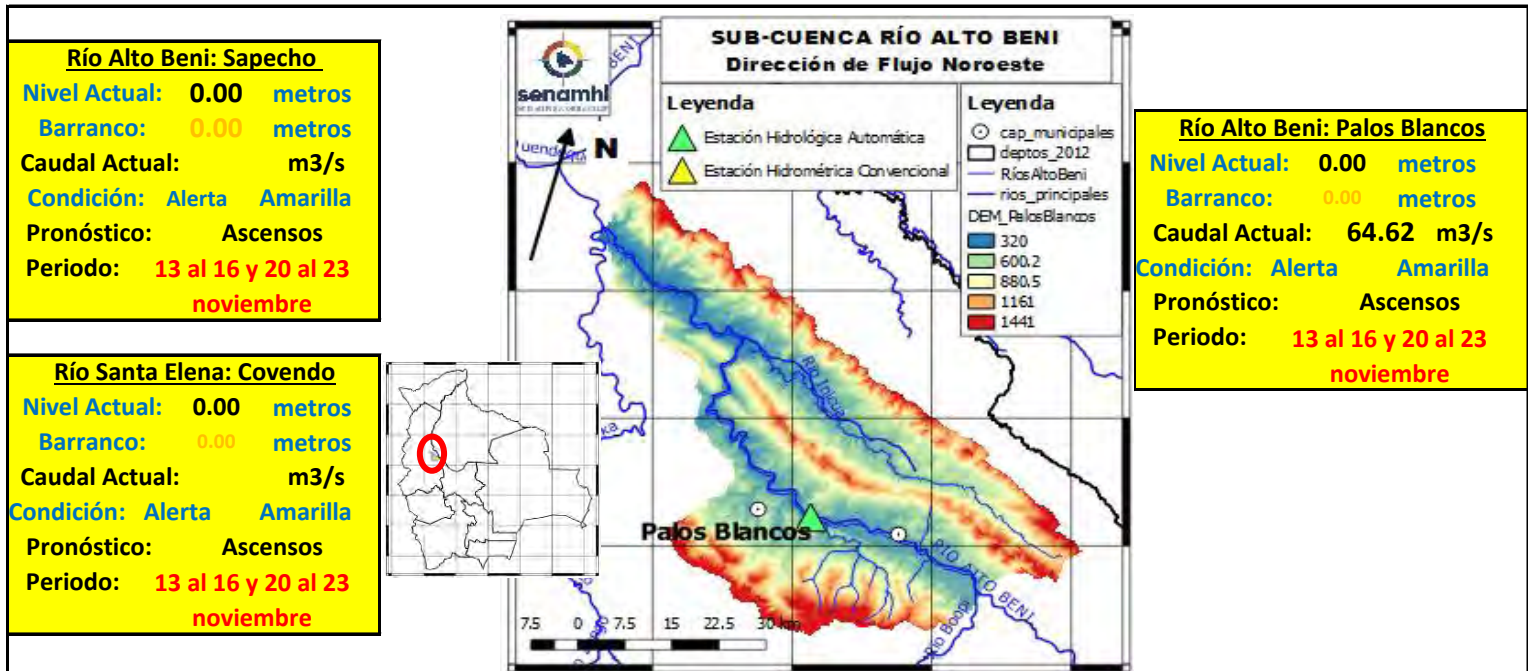 Río Alto Beni: Sapecho
Nivel Actual: 0.00 metros
Barranco: 0.00 metros
Caudal Actual: m3/s
Condición: Alerta Amarilla
Pronóstico: Ascensos
Periodo: 13 al 16 y 20 al 23
noviembre
Río Santa Elena: Covendo
Nivel Actual: 0.00 metros
Barranco: 0.00 metros
Caudal Actual: m3/s
Condición: Alerta Amarilla
Pronóstico: Ascensos
Periodo: 13 al 16 y 20 al 23
noviembre
senamhi
SUB-CUENCA RÍO ALTO BENI
Dirección de Flujo Noroeste
Leyenda
Estación Hidrológica Automática
Estación Hidrométrica Convencional
Leyenda
cap_municipales
deptos_2012
RíosAltoBeni
rios_principales
DEM_PalosBlancos
320
600.2
880.5
1161
1441
BENI
N
Palos Blancos
RÍO ALTO BENI
7.5 0 7.5 15 22.5 30 km
Río Alto Beni: Palos Blancos
Nivel Actual: 0.00 metros
Barranco: 0.00 metros
Caudal Actual: 64.62 m3/s
Condición: Alerta Amarilla
Pronóstico: Ascensos
Periodo: 13 al 16 y 20 al 23
noviembre